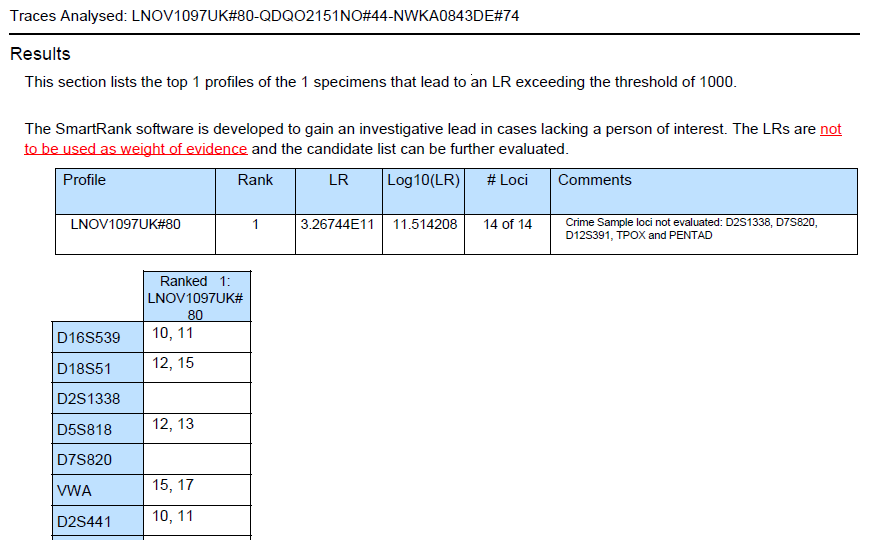 Traces Analysed: LNOV1097UK#80-QDQO2151NO#44-NWKA0843DE#74
Results
This section lists the top 1 profiles of the 1 specimens that lead to an LR exceeding the threshold of 1000.
The SmartRank software is developed to gain an investigative lead in cases lacking a person of interest. The LRs are not
to be used as weight of evidence and the candidate list can be further evaluated.
Profile Rank LR Log10(LR) # Loci Comments
LNOV1097UK#80 1 3.26744E11 11.514208 14 of 14 Crime Sample loci not evaluated: D2S1338, D7S820,
D12S391, TPOX and PENTAD
Ranked 1:
LNOV1097UK#
80
D16S539 10, 11
D18S51 12, 15
D2S1338
D5S818 12, 13
D7S820
VWA 15, 17
D2S441 10, 11